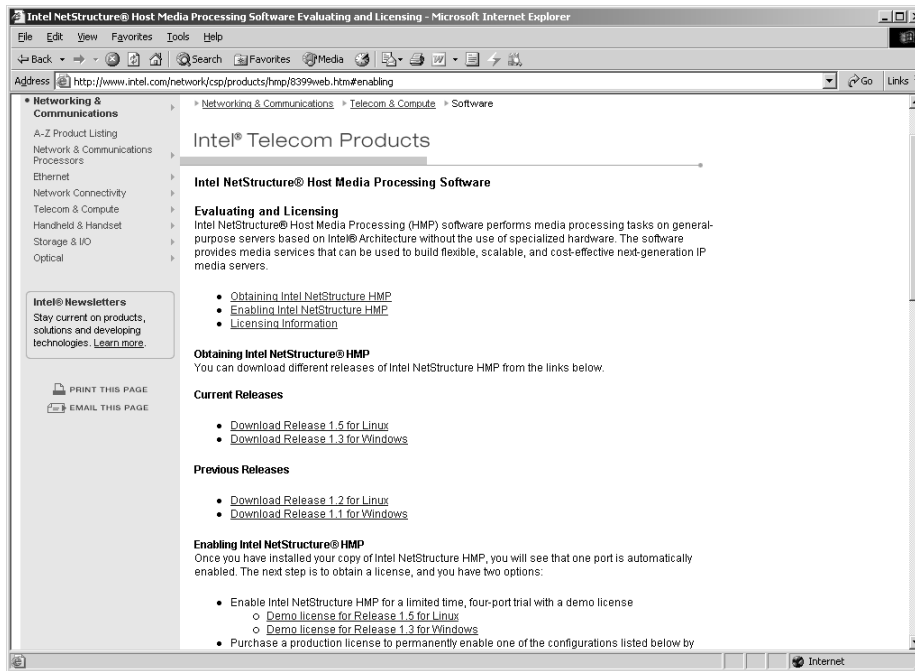 Intel NetStructure® Host Media Processing Software Evaluating and Licensing - Microsoft Internet Explorer
File Edit View Favorites Tools Help
Back Search Favorites Media
Address http://www.intel.com/network/csp/products/hmp/8399web.htm#enabling Go Links
Networking & Communications Telecom & Compute Software
Networking &
Communications
A-Z Product Listing
Network & Communications
Processors
Ethernet
Network Connectivity
Telecom & Compute
Handheld & Handset
Storage & I/O
Optical
Intel® Newsletters
Stay current on products,
solutions and developing
technologies. Learn more.
PRINT THIS PAGE
EMAIL THIS PAGE
Intel® Telecom Products
Intel NetStructure® Host Media Processing Software
Evaluating and Licensing
Intel NetStructure® Host Media Processing (HMP) software performs media processing tasks on general-
purpose servers based on Intel® Architecture without the use of specialized hardware. The software
provides media services that can be used to build flexible, scalable, and cost-effective next-generation IP
media servers.
Obtaining Intel NetStructure HMP
Enabling Intel NetStructure HMP
Licensing Information
Obtaining Intel NetStructure® HMP
You can download different releases of Intel NetStructure HMP from the links below.
Current Releases
Download Release 1.5 for Linux
Download Release 1.3 for Windows
Previous Releases
Download Release 1.2 for Linux
Download Release 1.1 for Windows
Enabling Intel NetStructure® HMP
Once you have installed your copy of Intel NetStructure HMP, you will see that one port is automatically
enabled. The next step is to obtain a license, and you have two options:
Enable Intel NetStructure HMP for a limited time, four-port trial with a demo license
Demo license for Release 1.5 for Linux
Demo license for Release 1.3 for Windows
Purchase a production license to permanently enable one of the configurations listed below by
Internet